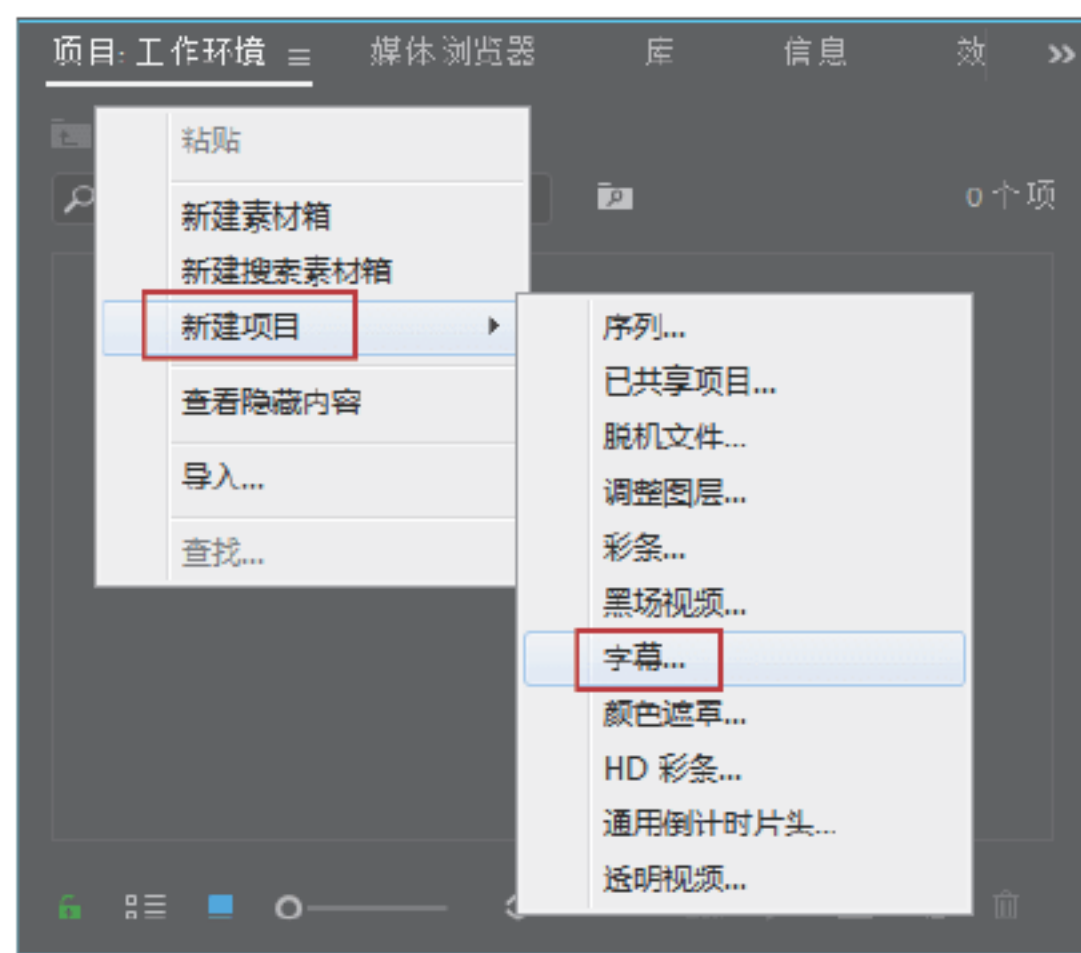 项目: 工作环境 媒体浏览器 库 信息 效
粘贴
0 个项
新建素材箱
新建搜索素材箱
新建项目
查看隐藏内容
导入...
查找...
序列...
已共享项目...
脱机文件...
调整图层...
彩条...
黑场视频...
字幕...
颜色遮罩...
HD 彩条...
通用倒计时片头...
透明视频...